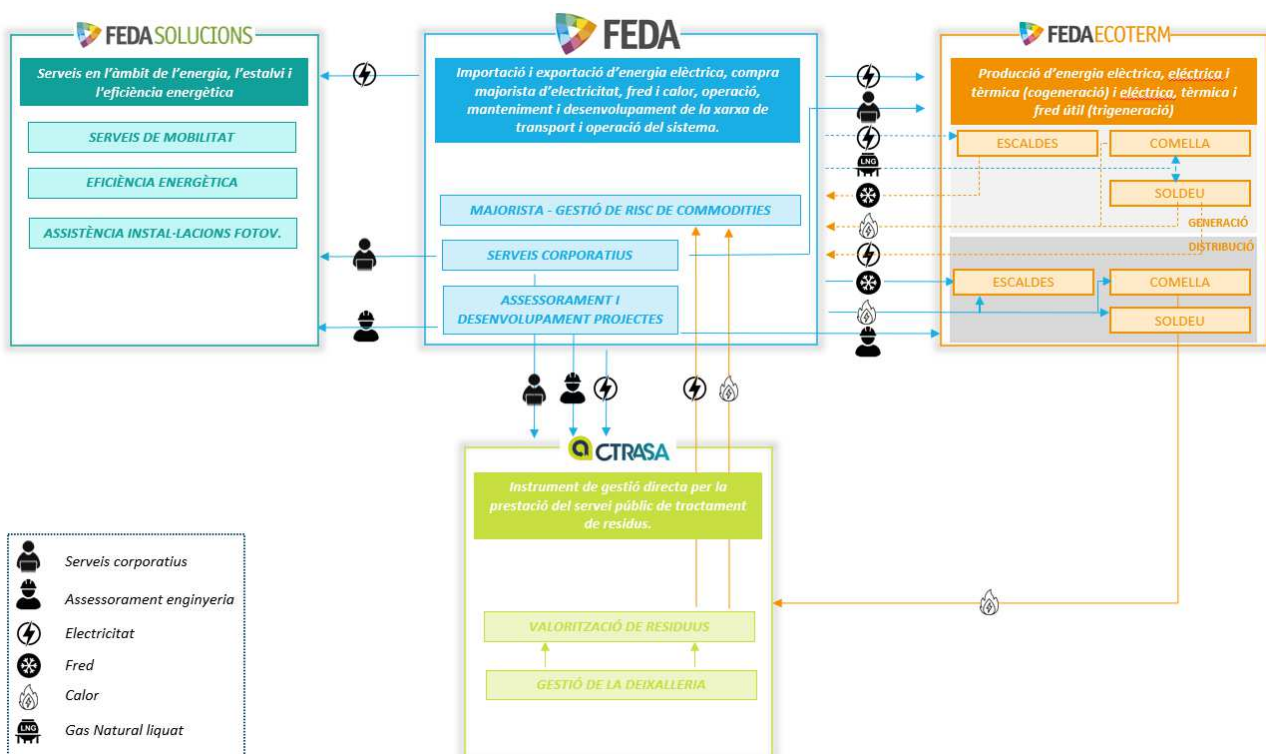 FEDA SOLUCIONS
Serveis en l'àmbit de l'energia, l'estalvi i
l'eficiència energètica
SERVEIS DE MOBILITAT
EFICIÈNCIA ENERGÈTICA
ASSISTÈNCIA INSTAL·LACIONS FOTOV.
FEDA
Importació i exportació d'energia elèctrica, compra
majorista d'electricitat, fred i calor, operació,
manteniment i desenvolupament de la xarxa de
transport i operació del sistema.
MAJORISTA - GESTIÓ DE RISC DE COMMODITIES
SERVEIS CORPORATIUS
ASSESSORAMENT I
DESENVOLUPAMENT PROJECTES
FEDA ECOTERM
Producció d'energia elèctrica, eléctrica i
tèrmica (cogeneració) i eléctrica, tèrmica i
fred útil (trigeneració)
ESCALDES
COMELLA
SOLDEU
GENERACIÓ
DISTRIBUCIÓ
ESCALDES
COMELLA
SOLDEU
LNG
CTRASA
Instrument de gestió directa per la
prestació del servei públic de tractament
de residus.
VALORITZACIÓ DE RESIDUUS
GESTIÓ DE LA DEIXALLERIA
Serveis corporatius
Assessorament enginyeria
Electricitat
Fred
Calor
LNG
Gas Natural liquat